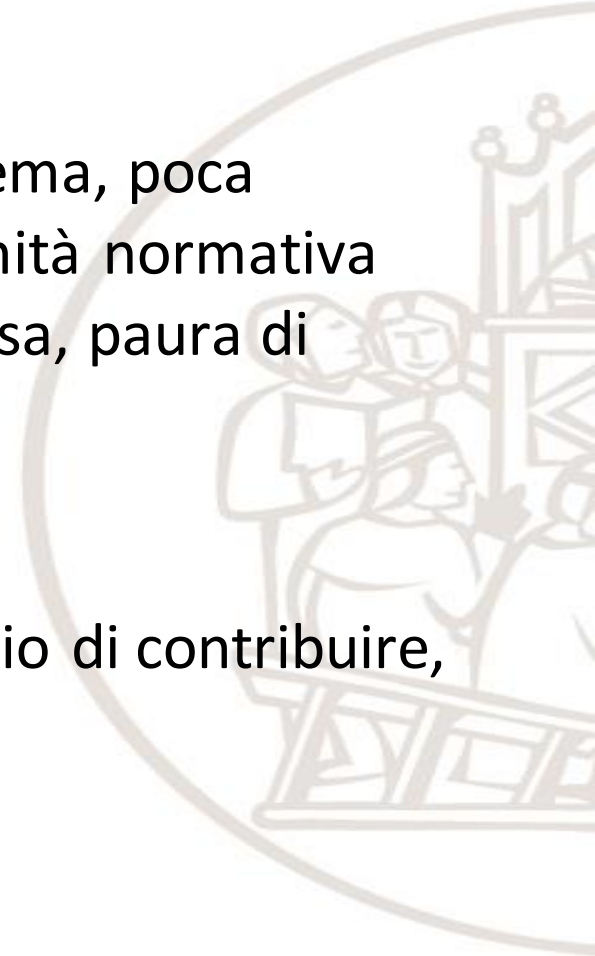 ema, poca
nità normativa
sa, paura di
io di contribuire,